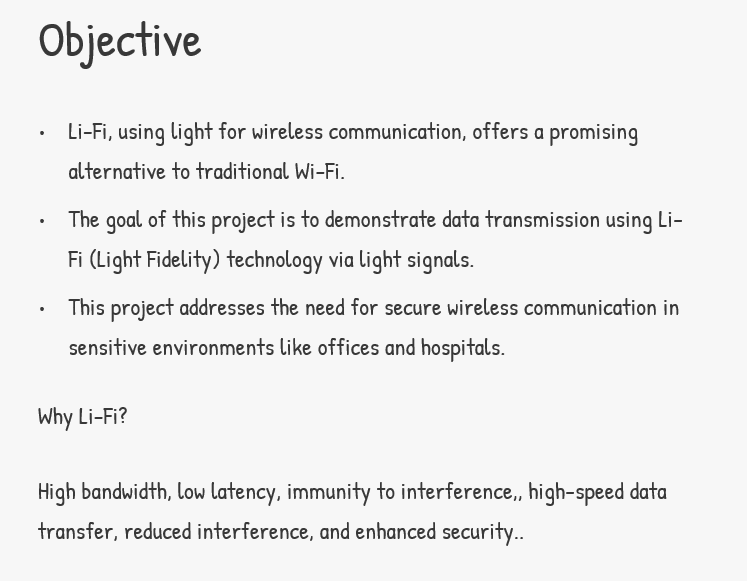 Objective
• Li-Fi, using light for wireless communication, offers a promising
alternative to traditional Wi-Fi.
• The goal of this project is to demonstrate data transmission using Li-
Fi (Light Fidelity) technology via light signals.
• This project addresses the need for secure wireless communication in
sensitive environments like offices and hospitals.
Why Li-Fi?
High bandwidth, low latency, immunity to interference,, high-speed data
transfer, reduced interference, and enhanced security..